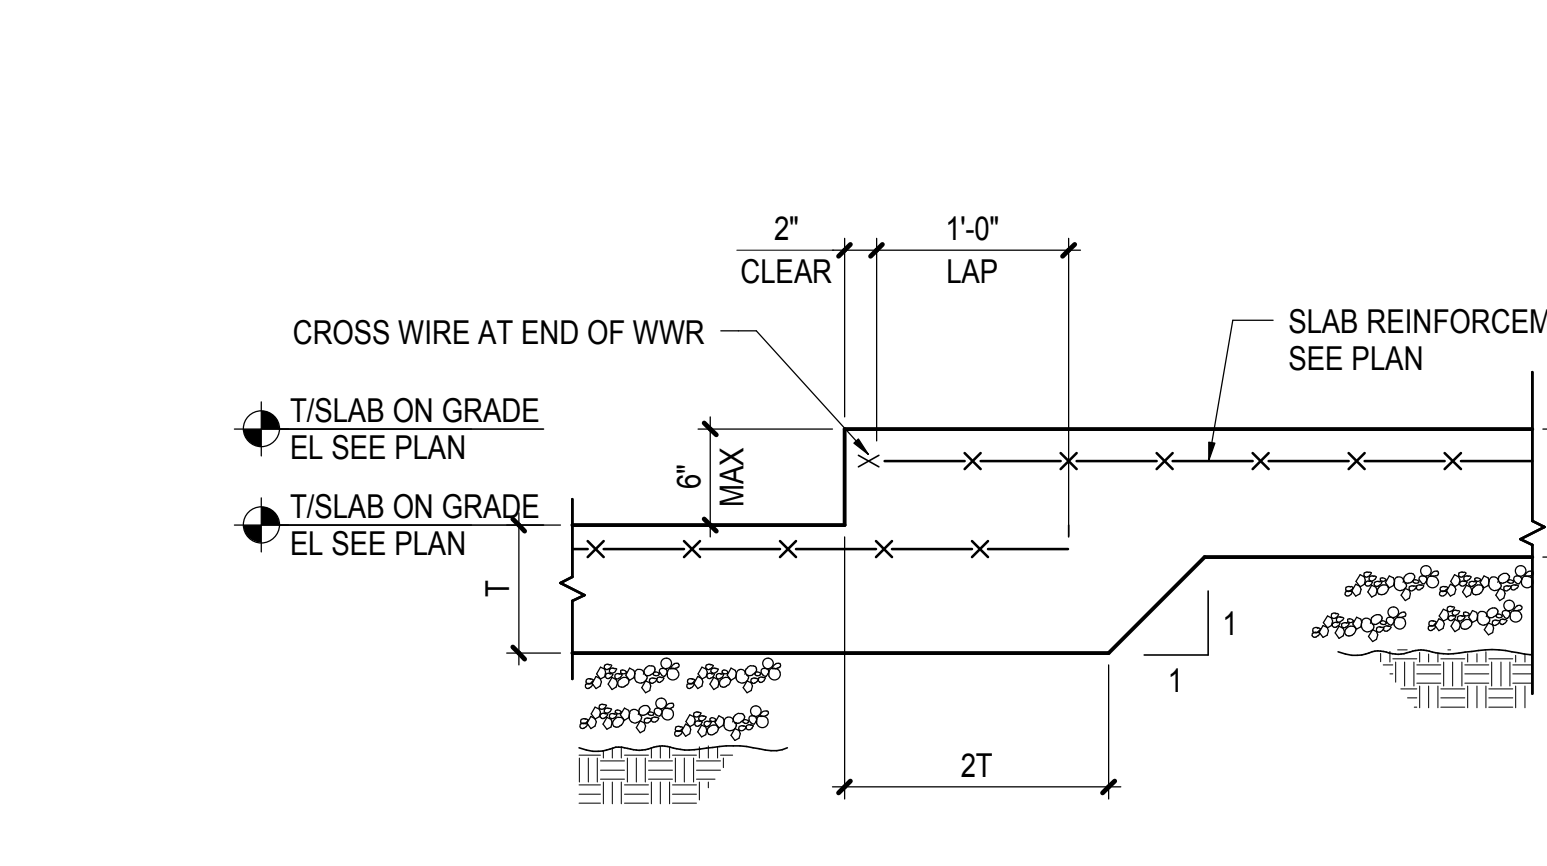 2" 1'-0"
CLEAR LAP
CROSS WIRE AT END OF WWR
SLAB REINFORCEM
SEE PLAN
T/SLAB ON GRADE
EL SEE PLAN
6"
MAX
T/SLAB ON GRADE
EL SEE PLAN
T
1
1
2T